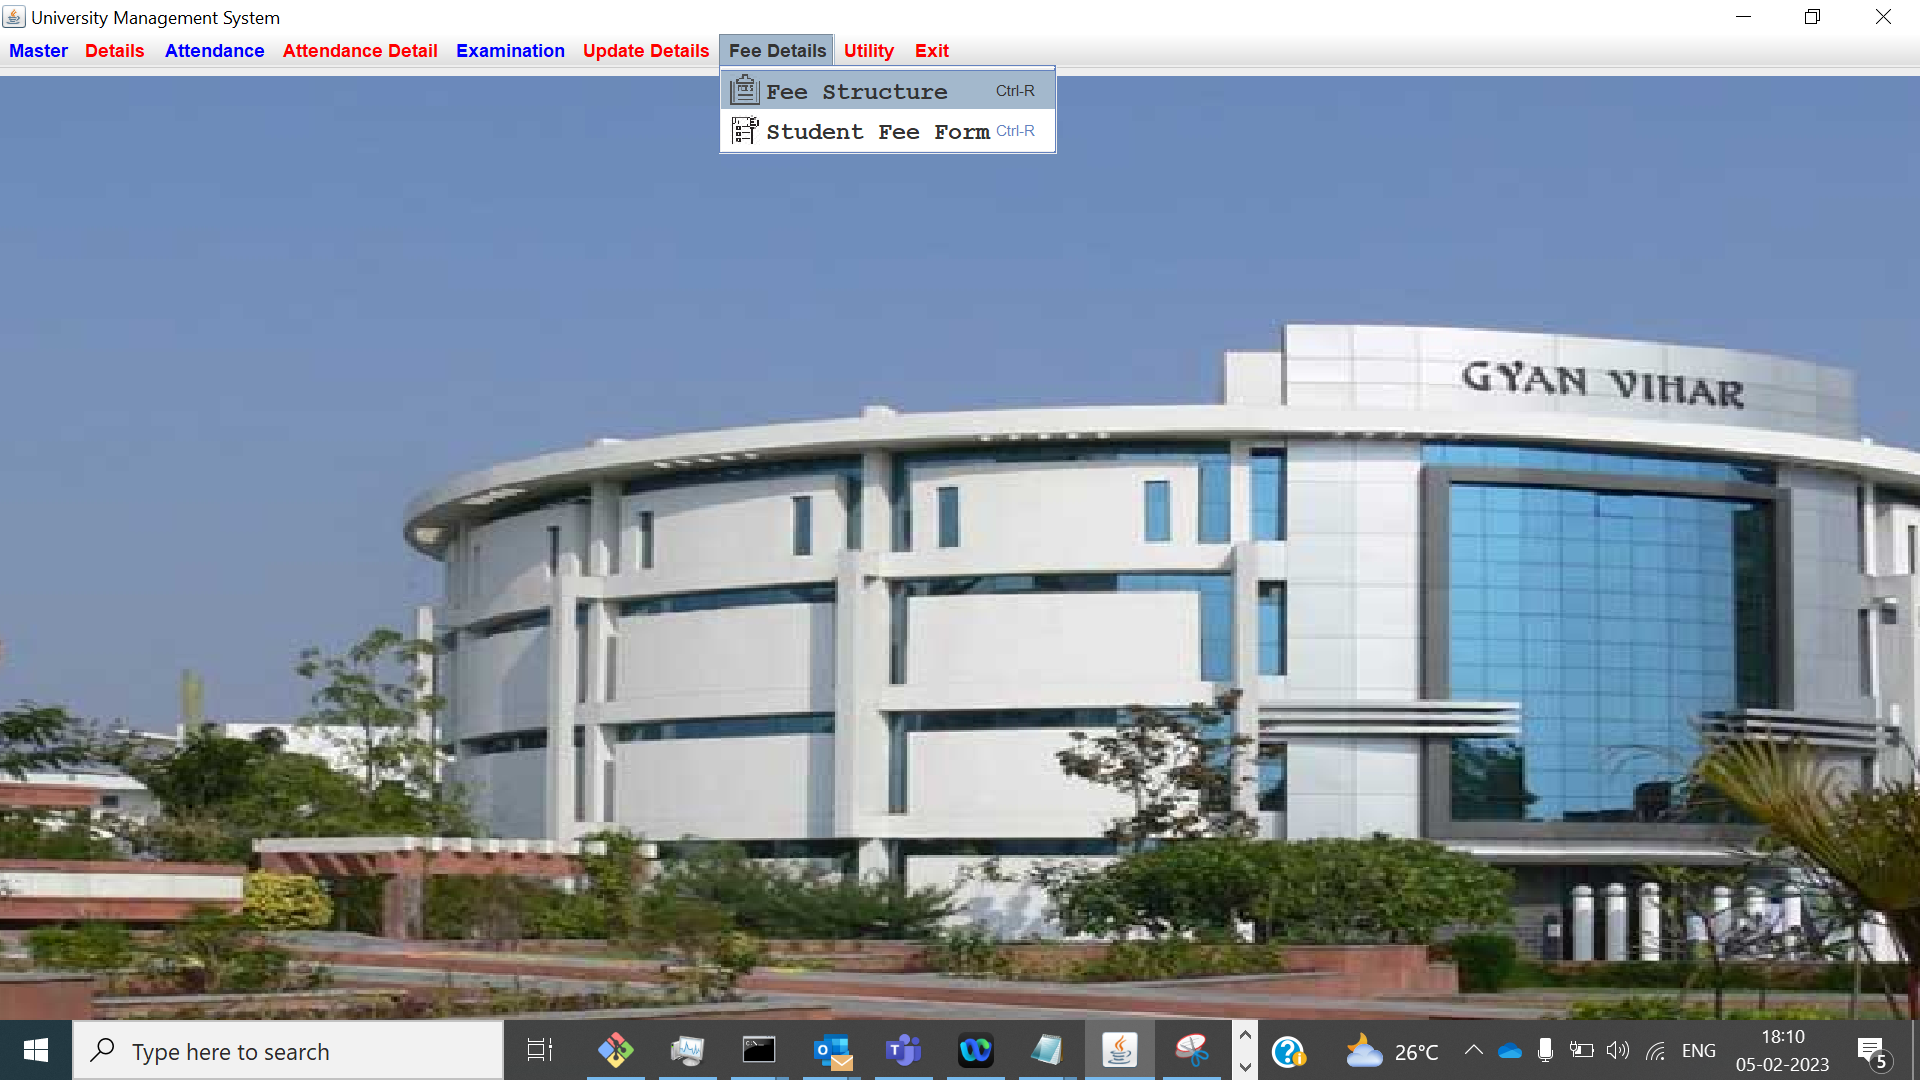 University Management System
Master Details Attendance Attendance Detail Examination Update Details Fee Details Utility Exit
Fee Structure Ctrl-R
Student Fee Form Ctrl-R
GYAN VIHAR
Type here to search
26°C
ENG
18:10
05-02-2023
5